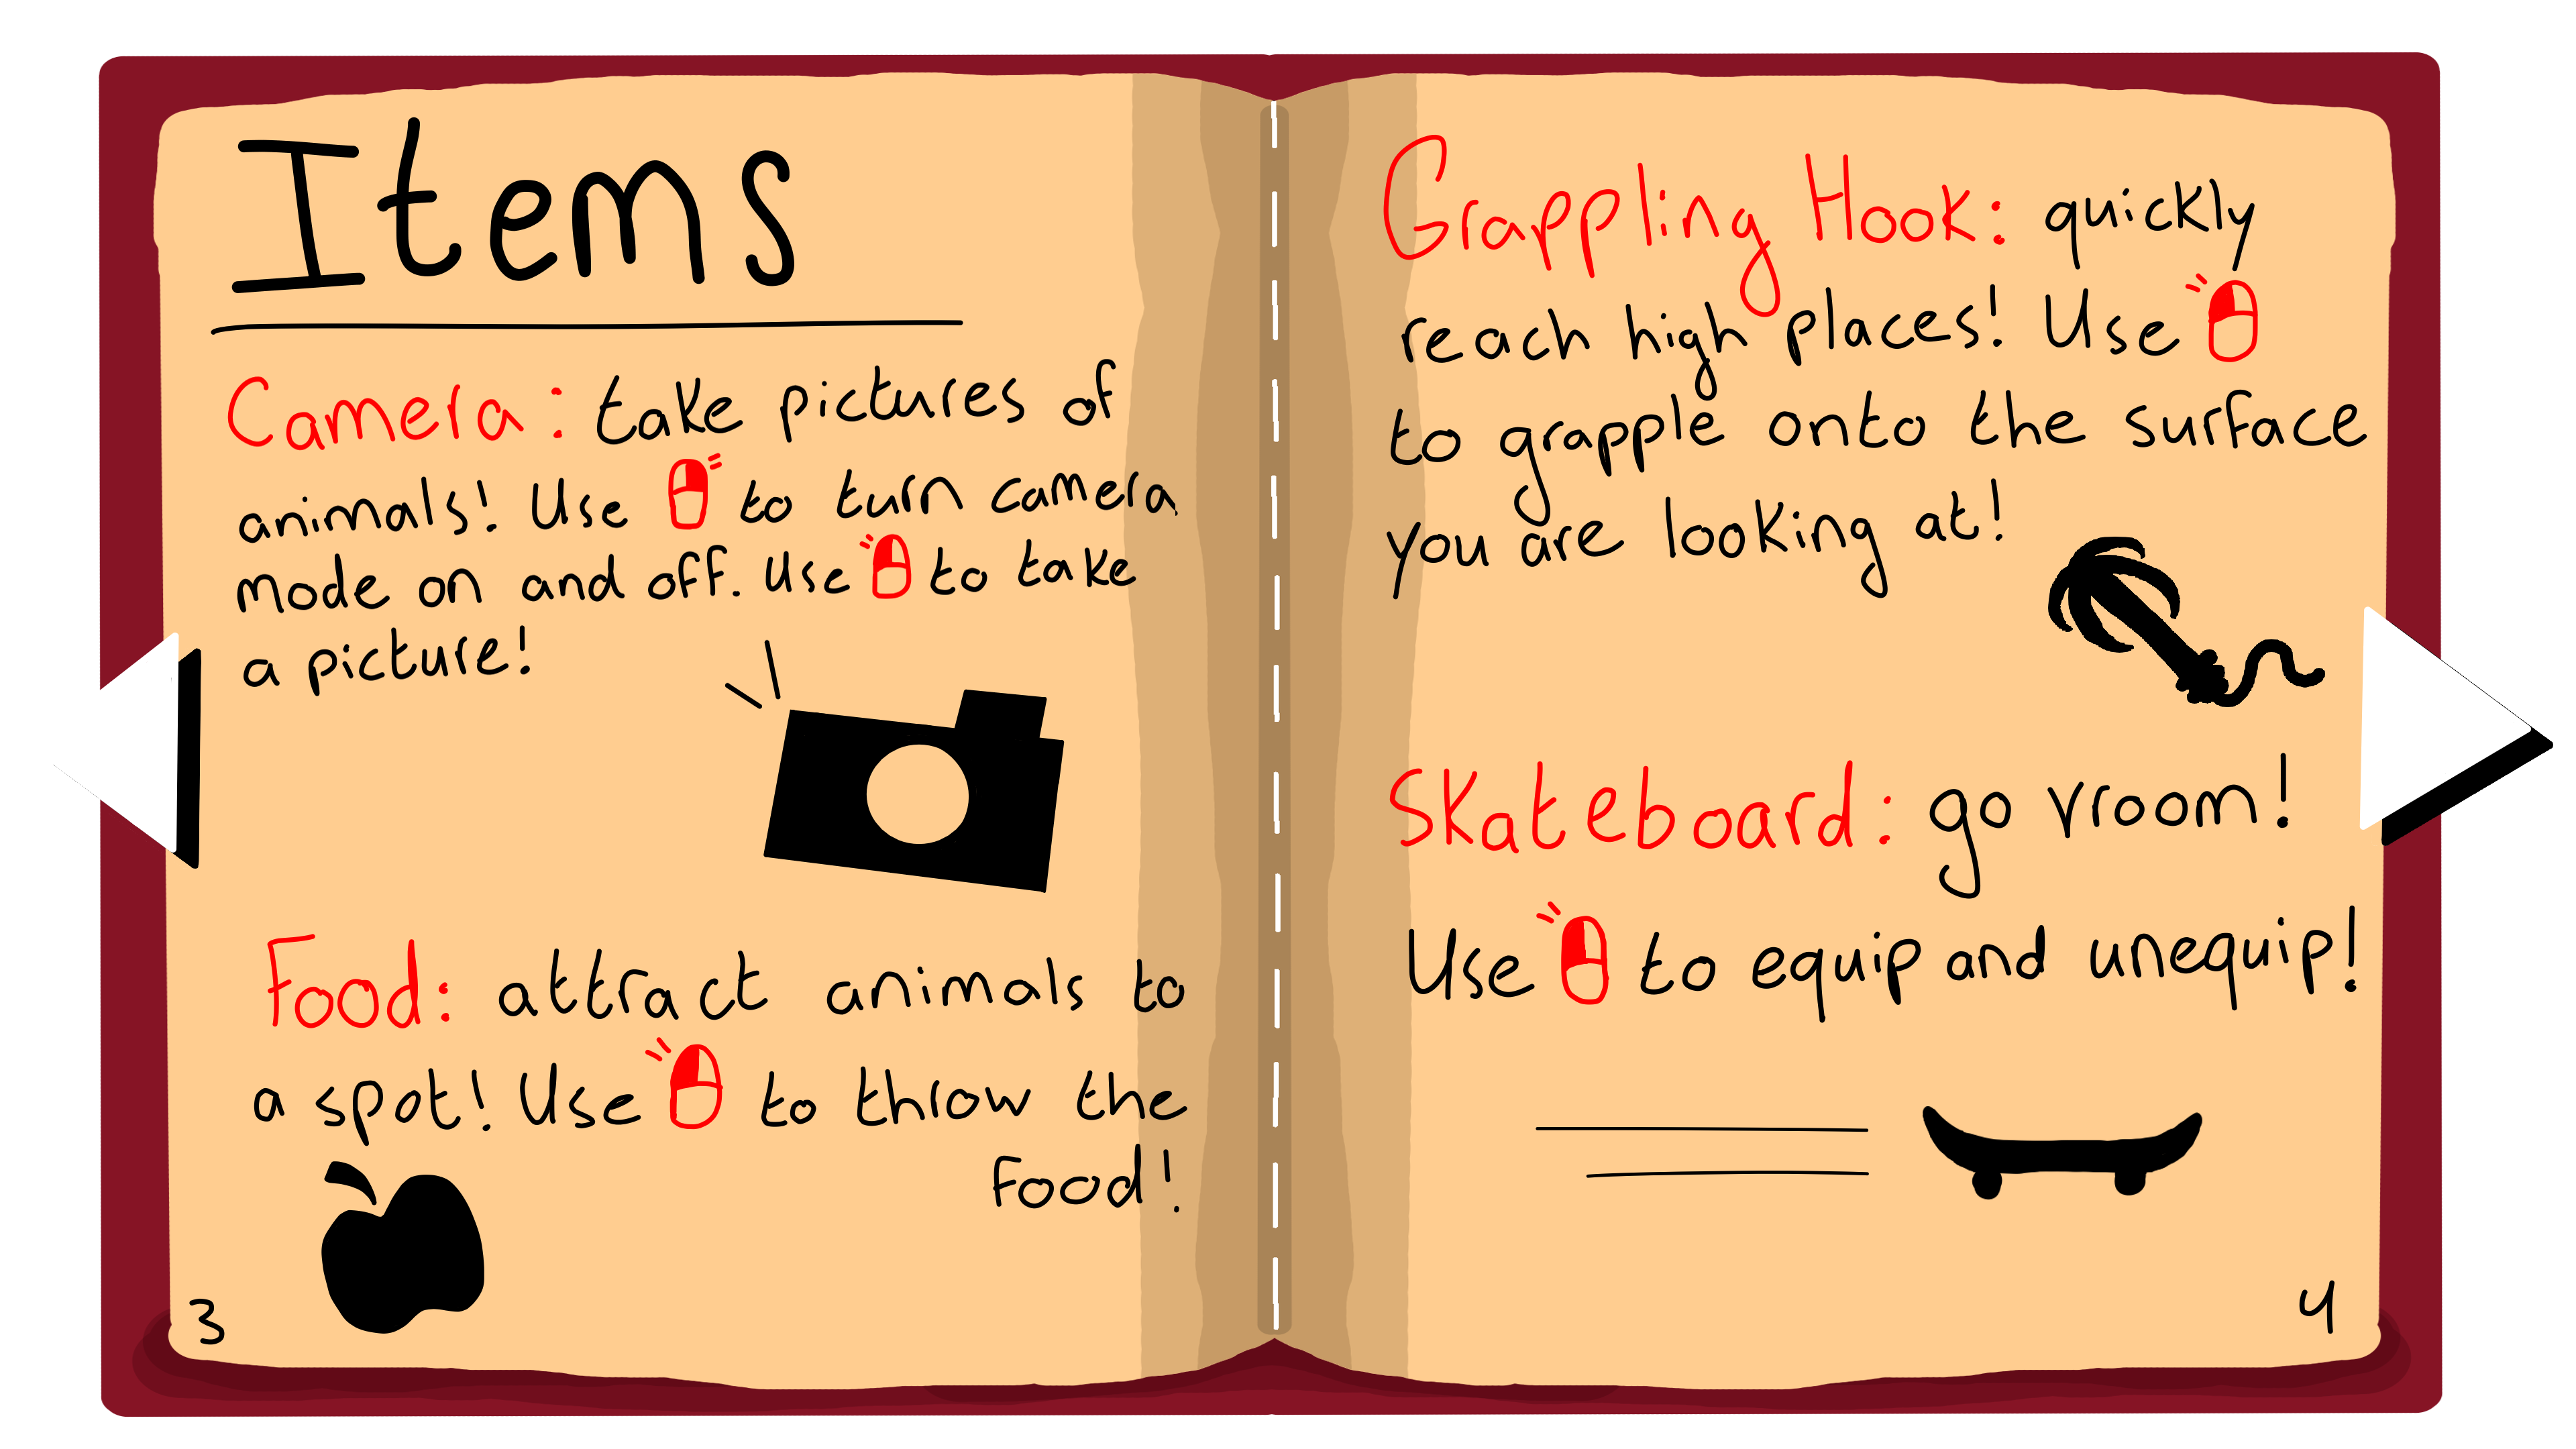 Items
Camera: take pictures of
animals! Use to turn camera
mode on and off. Use to take
a picture!
Food: attract animals to
a spot! Use to throw the
food!
3
Grappling Hook: quickly
reach high places! Use
to grapple onto the surface
you are looking at!
Skateboard: go vroom!
Use to equip and unequip!
4